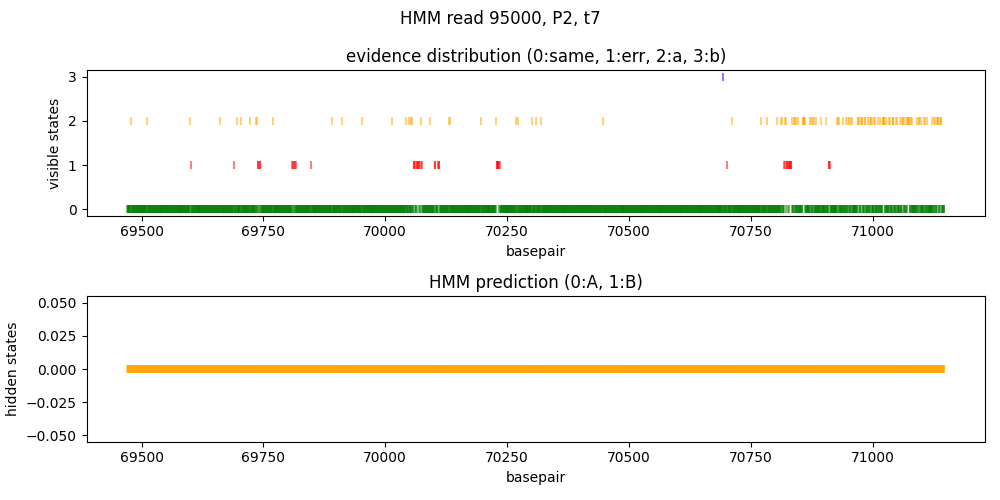 HMM read 95000, P2, t7
evidence distribution (0:same, 1:err, 2:a, 3:b)
visible states
3
2
1
0
69500 69750 70000 70250 70500 70750 71000
basepair
HMM prediction (0:A, 1:B)
hidden states
0.050
0.025
0.000
−0.025
−0.050
69500 69750 70000 70250 70500 70750 71000
basepair